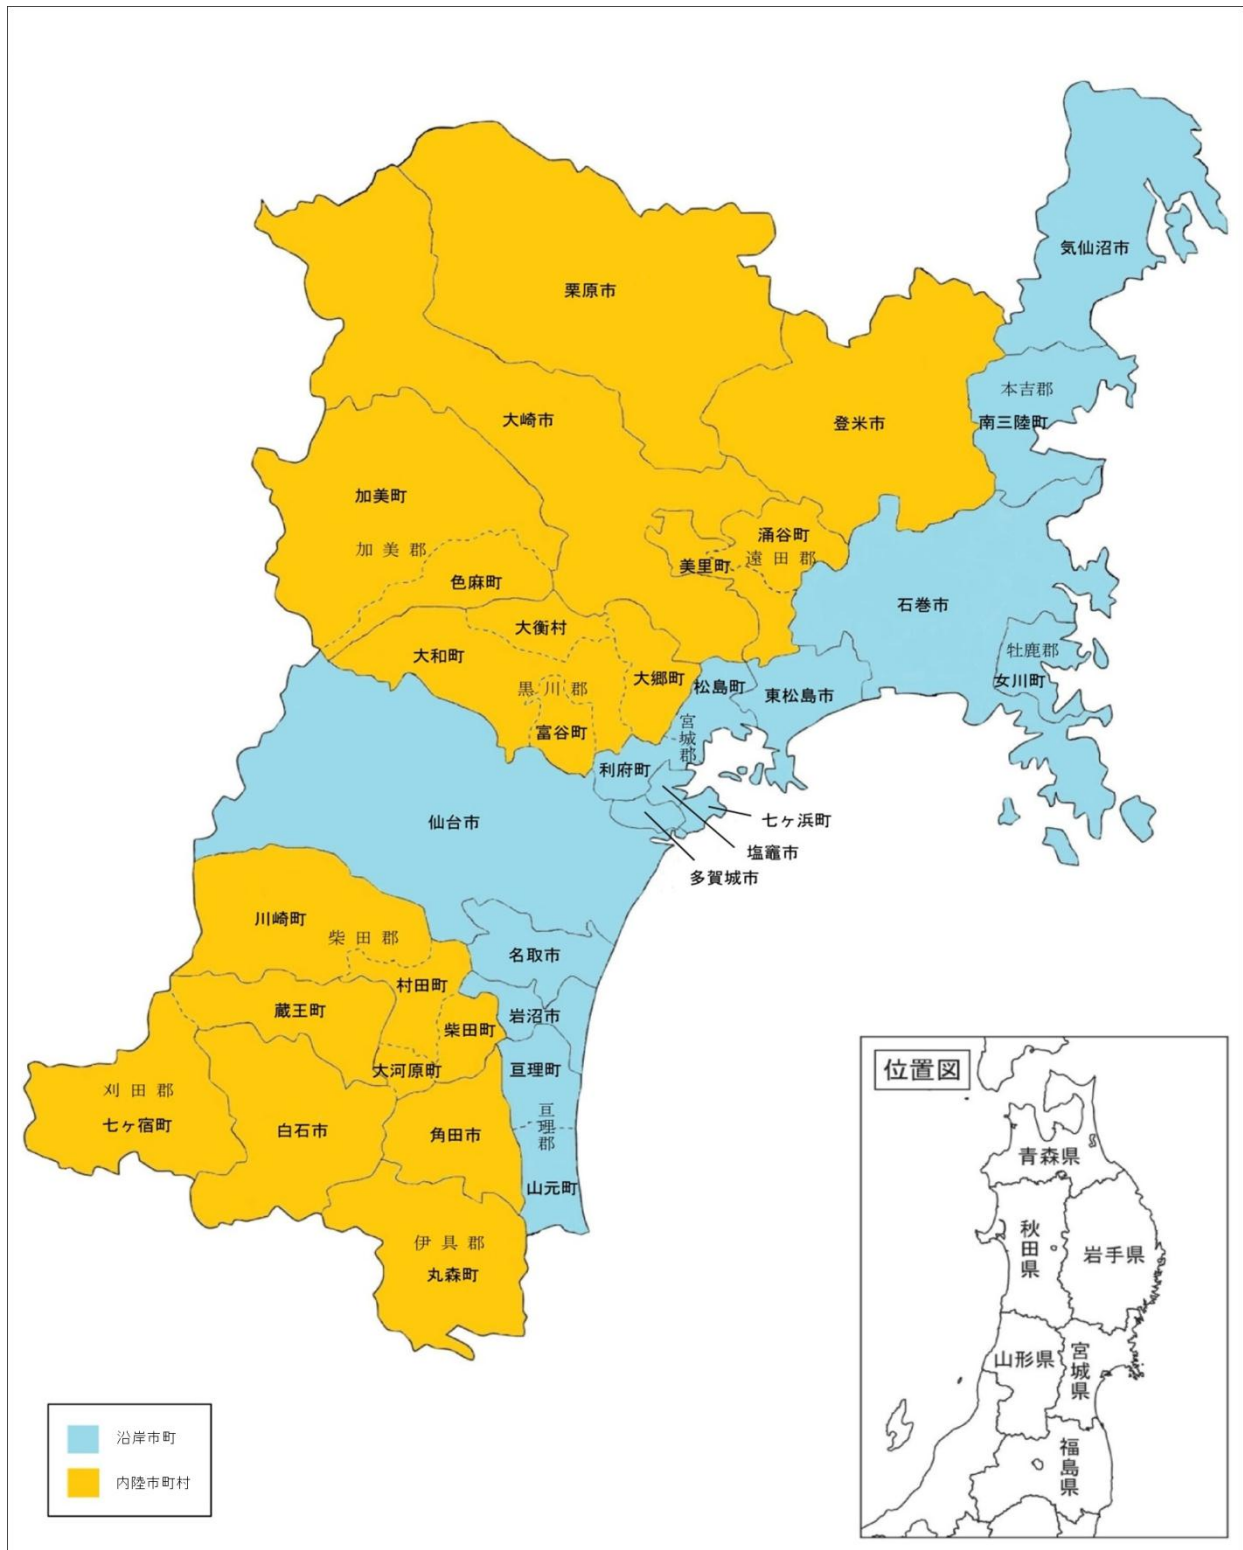 気仙沼市
栗原市
本吉郡
南三陸町
大崎市
登米市
加美町
加美郡
色麻町
涌谷町
遠田郡
美里町
石巻市
大衡村
大和町
黒川郡
大郷町
富谷町
松島町
東松島市
牡鹿郡
女川町
宮城郡
利府町
七ヶ浜町
塩竈市
多賀城市
仙台市
川崎町
柴田郡
村田町
名取市
蔵王町
柴田町
岩沼市
大河原町
亘理町
刈田郡
七ヶ宿町
白石市
角田市
亘理郡
山元町
伊具郡
丸森町
位置図
青森県
秋田県
岩手県
山形県
宮城県
福島県
沿岸市町
内陸市町村